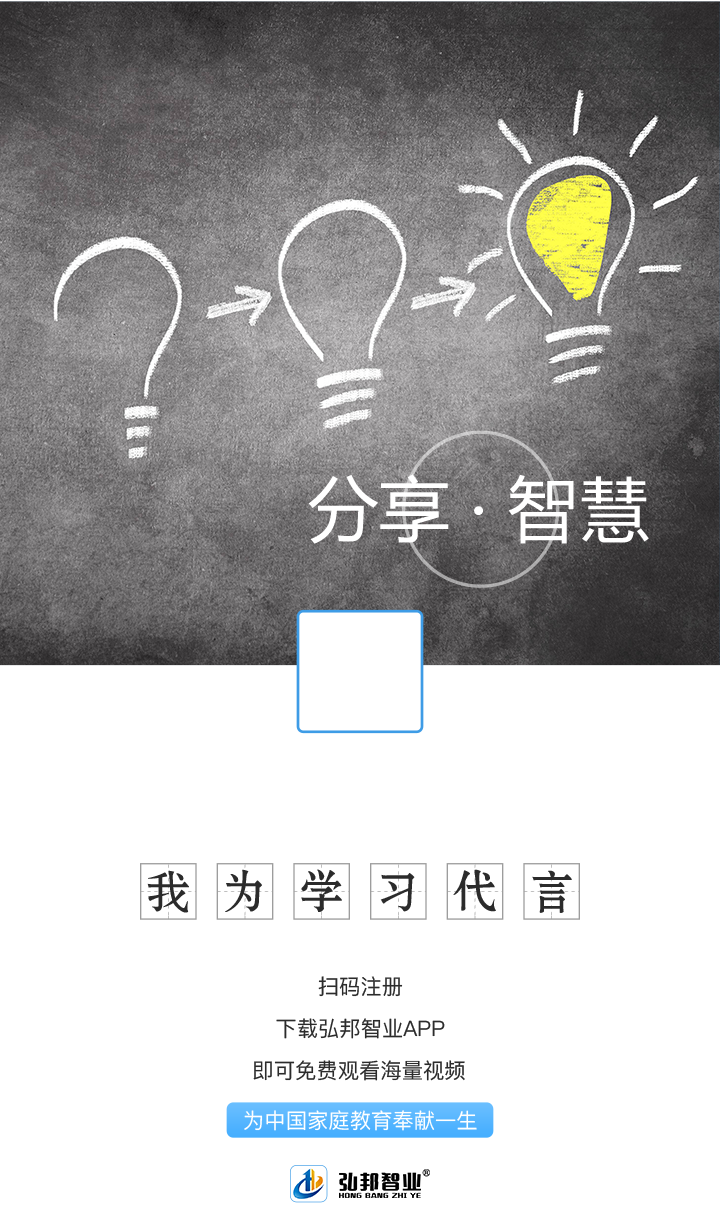 分享·智慧
我为学习代言
扫码注册
下载弘邦智业APP
即可免费观看海量视频
为中国家庭教育奉献一生
弘邦智业®
HONG BANG ZHI YE